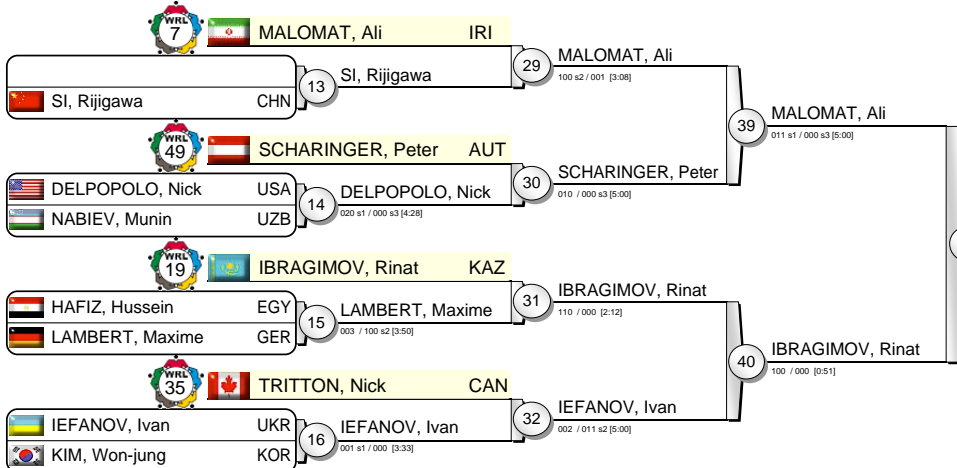 WRL
7
MALOMAT, Ali IRI
SI, Rijigawa CHN
13
SI, Rijigawa
29
MALOMAT, Ali
100 s2 / 001 [3:08]
WRL
49
SCHARINGER, Peter AUT
DELPOPOLO, Nick USA
NABIEV, Munin UZB
14
DELPOPOLO, Nick
020 s1 / 000 s3 [4:28]
30
SCHARINGER, Peter
010 / 000 s3 [5:00]
39
MALOMAT, Ali
011 s1 / 000 s3 [5:00]
WRL
19
IBRAGIMOV, Rinat KAZ
HAFIZ, Hussein EGY
LAMBERT, Maxime GER
15
LAMBERT, Maxime
003 / 100 s2 [3:50]
31
IBRAGIMOV, Rinat
110 / 000 [2:12]
WRL
35
TRITTON, Nick CAN
IEFANOV, Ivan UKR
KIM, Won-jung KOR
16
IEFANOV, Ivan
001 s1 / 000 [3:33]
32
IEFANOV, Ivan
002 / 011 s2 [5:00]
40
IBRAGIMOV, Rinat
100 / 000 [0:51]